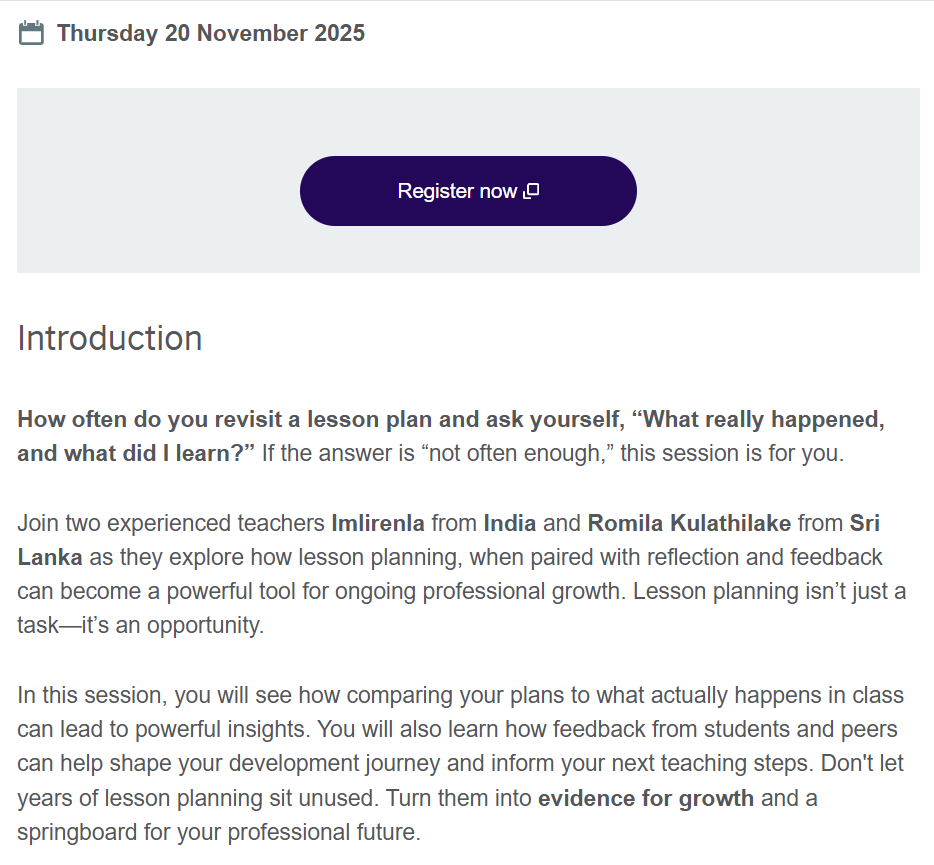 Thursday 20 November 2025
Register now
Introduction
How often do you revisit a lesson plan and ask yourself, “What really happened,
and what did I learn?” If the answer is “not often enough,” this session is for you.
Join two experienced teachers Imlirenla from India and Romila Kulathilake from Sri
Lanka as they explore how lesson planning, when paired with reflection and feedback
can become a powerful tool for ongoing professional growth. Lesson planning isn’t just a
task—it’s an opportunity.
In this session, you will see how comparing your plans to what actually happens in class
can lead to powerful insights. You will also learn how feedback from students and peers
can help shape your development journey and inform your next teaching steps. Don't let
years of lesson planning sit unused. Turn them into evidence for growth and a
springboard for your professional future.